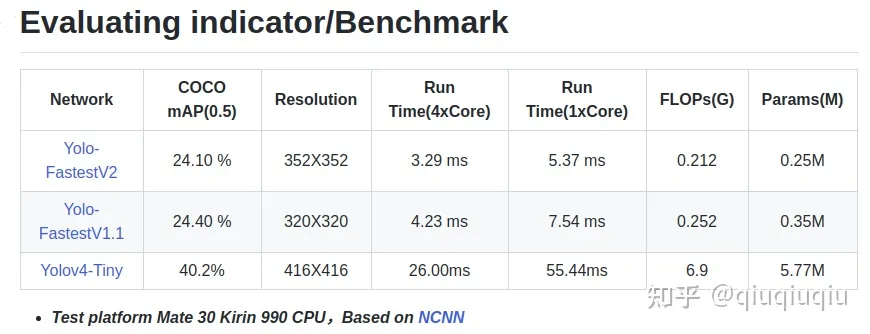 Evaluating indicator/Benchmark
Network COCO mAP(0.5) Resolution Run Time(4xCore) Run Time(1xCore) FLOPs(G) Params(M)
Yolo-FastestV2 24.10 % 352X352 3.29 ms 5.37 ms 0.212 0.25M
Yolo-FastestV1.1 24.40 % 320X320 4.23 ms 7.54 ms 0.252 0.35M
Yolov4-Tiny 40.2% 416X416 26.00ms 55.44ms 6.9 5.77M
• Test platform Mate 30 Kirin 990 CPU，Based on NCNN
知乎 @qiuqiuqiu